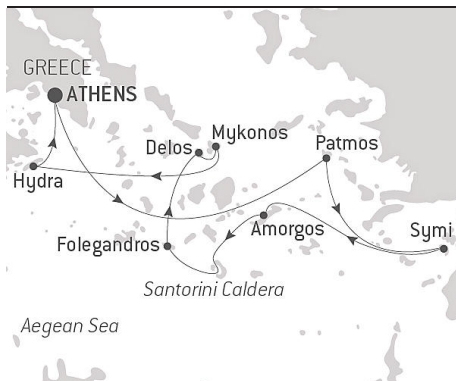 GREECE
ATHENS
Mykonos
Delos
Patmos
Hydra
Amorgos
Symi
Folegandros
Santorini Caldera
Aegean Sea